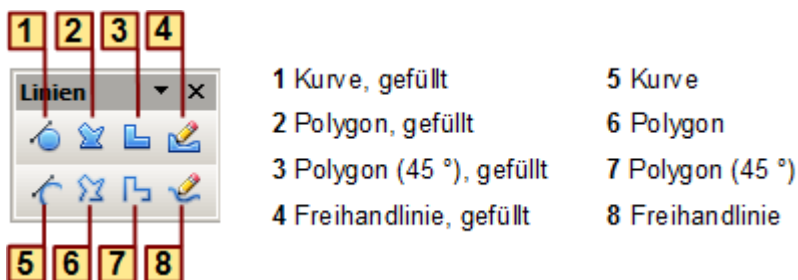 1 2 3 4
Linien
5 6 7 8
1 Kurve, gefüllt
2 Polygon, gefüllt
3 Polygon (45 °), gefüllt
4 Freihandlinie, gefüllt
5 Kurve
6 Polygon
7 Polygon (45 °)
8 Freihandlinie